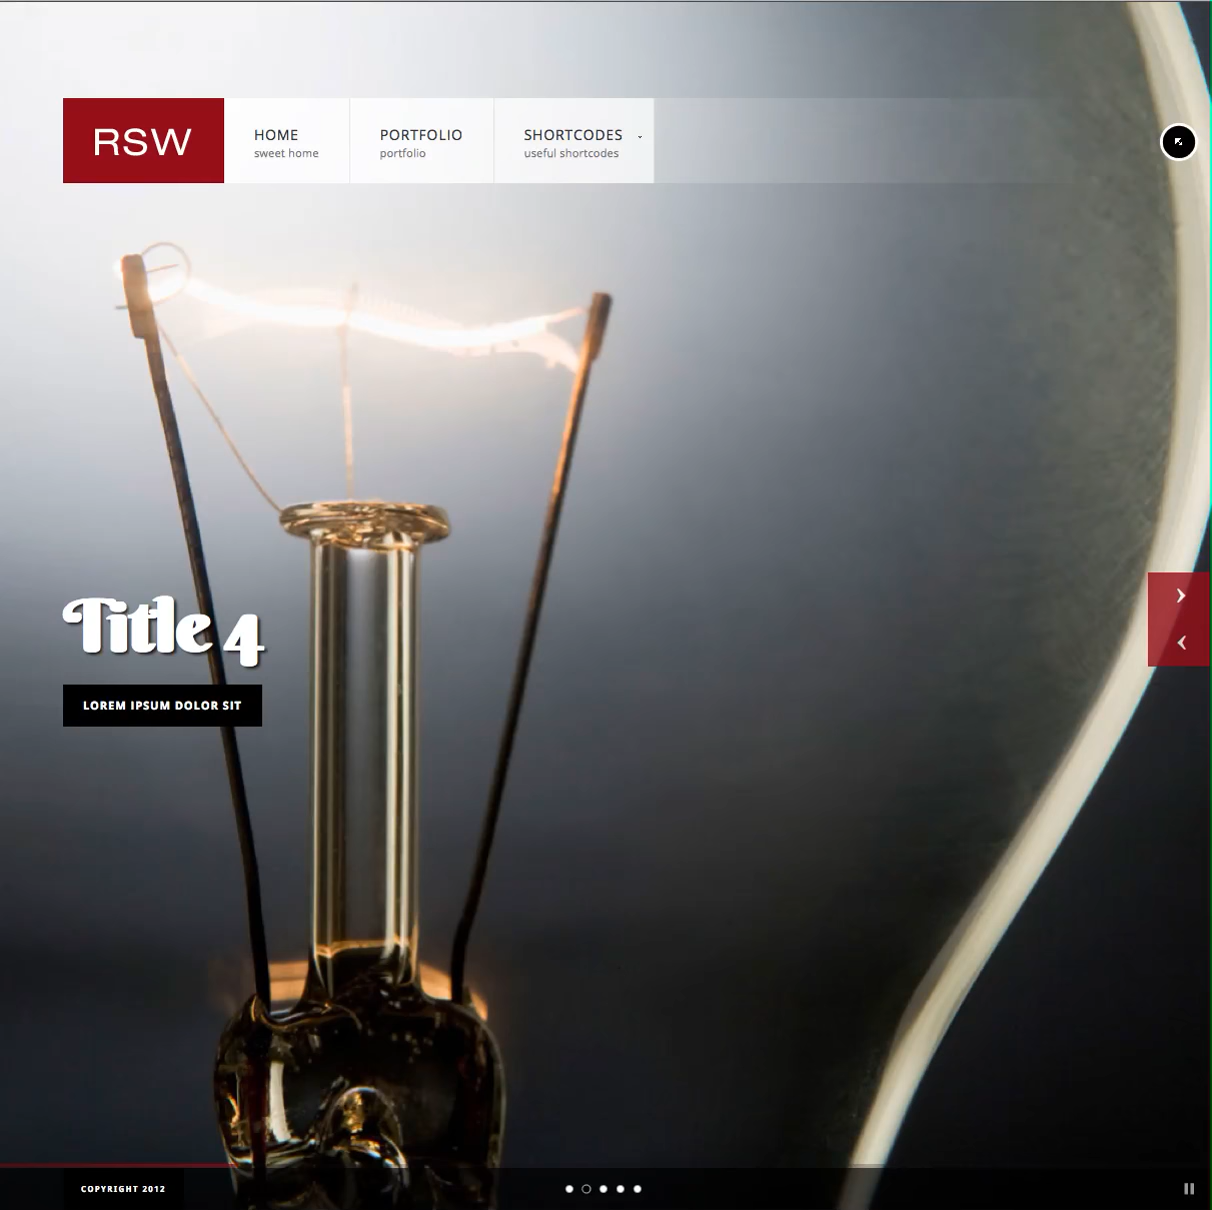 RSW
HOME
sweet home
PORTFOLIO
portfolio
SHORTCODES
useful shortcodes
Title 4
LOREM IPSUM DOLOR SIT
COPYRIGHT 2012